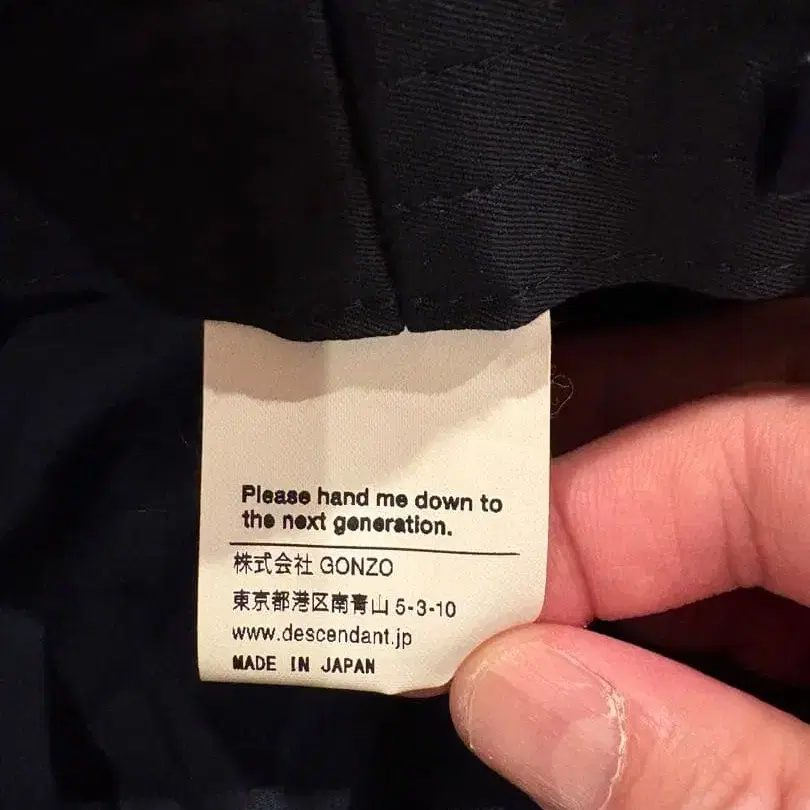 Please hand me down to
the next generation.
株式会社 GONZO
東京都港区南青山 5-3-10
www.descendant.jp
MADE IN JAPAN